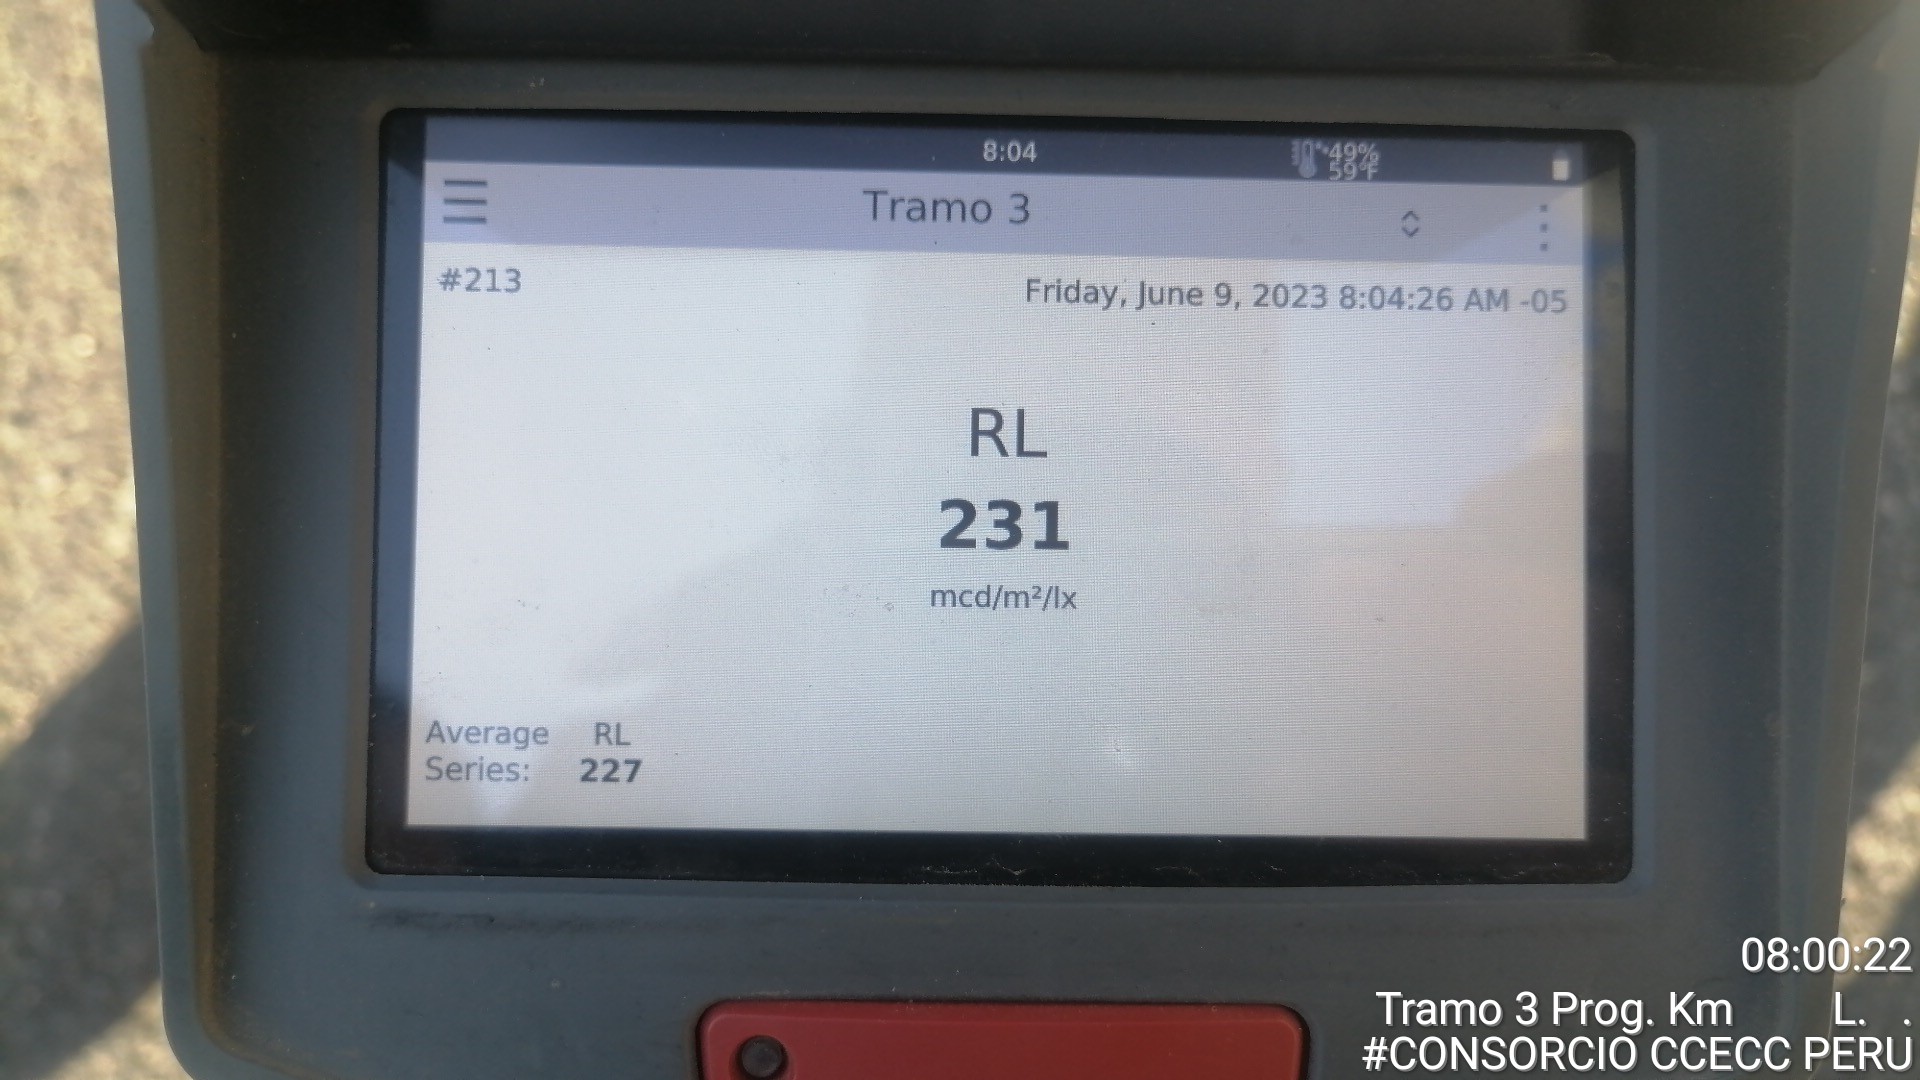 8:04
49%
59°F
Tramo 3
#213
Friday, June 9, 2023 8:04:26 AM -05
RL
231
mcd/m²/lx
Average RL
Series: 227
08:00:22
Tramo 3 Prog. Km L. .
#CONSORCIO CCECC PERU